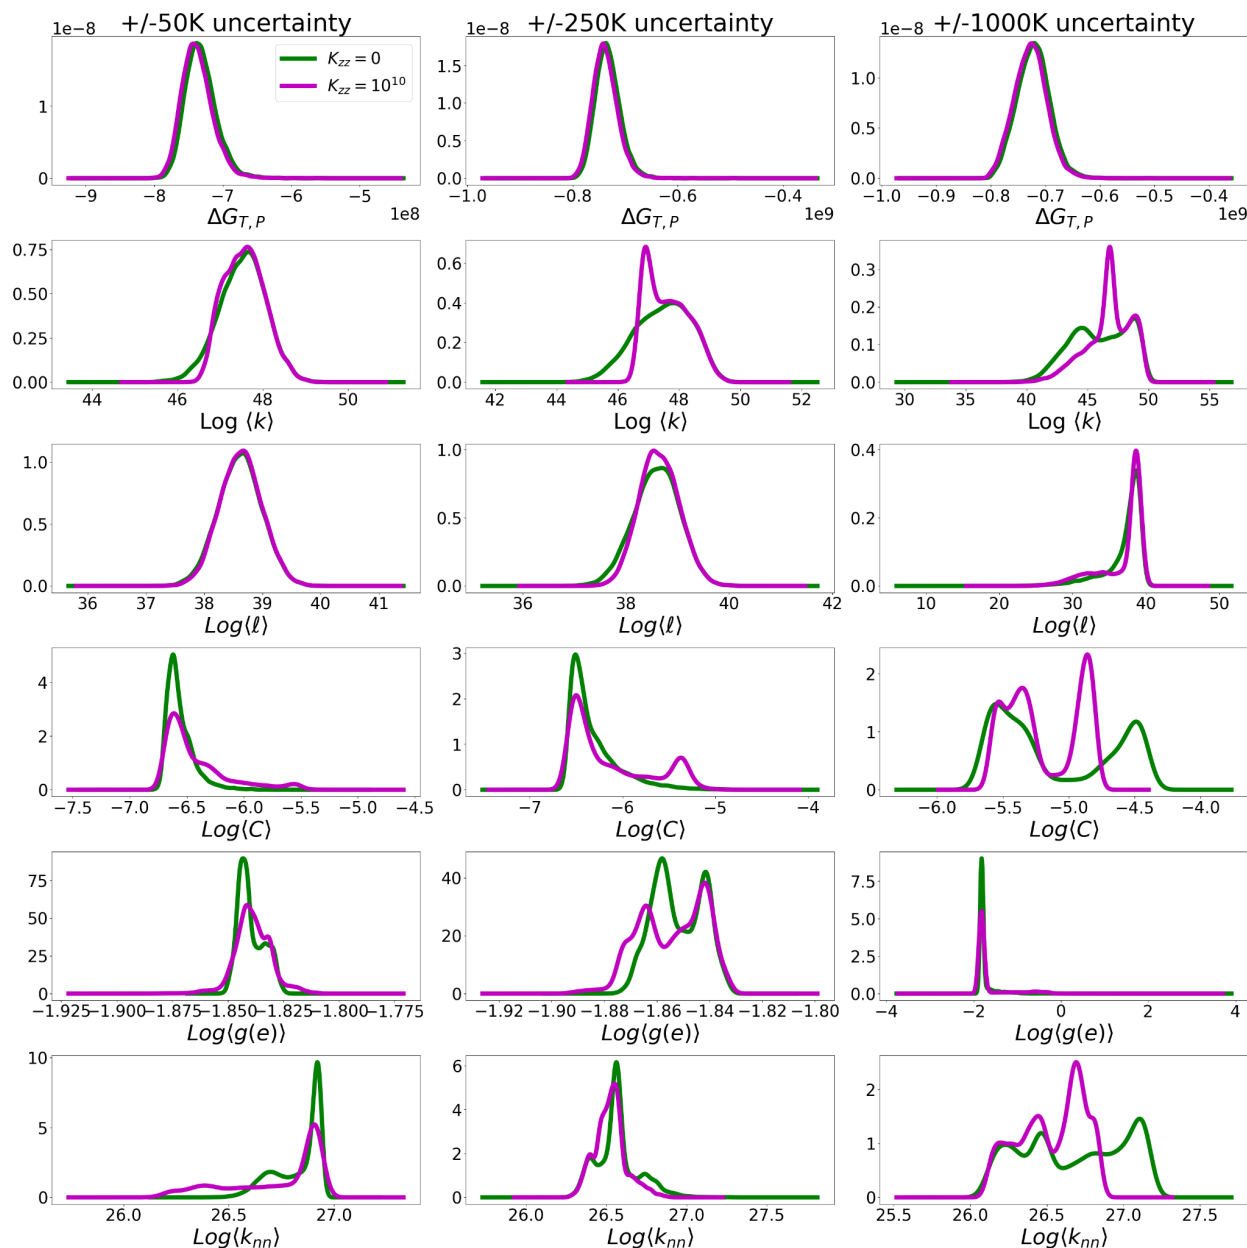 +/-50K uncertainty +/-250K uncertainty +/-1000K uncertainty
1e−8 1e−8 1e−8
K_zz = 0
K_zz = 10^10
1
0
1.5
1.0
0.5
0.0
1.0
0.5
0.0
−9 −8 −7 −6 −5
−1.0 −0.8 −0.6 −0.4
−1.0 −0.9 −0.8 −0.7 −0.6 −0.5 −0.4
ΔG_T,P 1e8 ΔG_T,P 1e9 ΔG_T,P 1e9
0.75
0.50
0.25
0.00
0.6
0.4
0.2
0.0
0.3
0.2
0.1
0.0
44 46 48 50
42 44 46 48 50 52
30 35 40 45 50 55
Log ⟨k⟩ Log ⟨k⟩ Log ⟨k⟩
1.0
0.5
0.0
1.0
0.5
0.0
0.4
0.2
0.0
36 37 38 39 40 41
36 38 40 42
10 20 30 40 50
Log⟨ℓ⟩ Log⟨ℓ⟩ Log⟨ℓ⟩
4
2
0
3
2
1
0
2
1
0
−7.5 −7.0 −6.5 −6.0 −5.5 −5.0 −4.5
−7 −6 −5 −4
−6.0 −5.5 −5.0 −4.5 −4.0
Log⟨C⟩ Log⟨C⟩ Log⟨C⟩
75
50
25
0
40
20
0
7.5
5.0
2.5
0.0
−1.925 −1.900 −1.875 −1.850 −1.825 −1.800 −1.775
−1.92 −1.90 −1.88 −1.86 −1.84 −1.82 −1.80
−4 −2 0 2 4
Log⟨g(e)⟩ Log⟨g(e)⟩ Log⟨g(e)⟩
10
5
0
6
4
2
0
2
1
0
26.0 26.5 27.0
26.0 26.5 27.0 27.5
25.5 26.0 26.5 27.0 27.5
Log⟨k_nn⟩ Log⟨k_nn⟩ Log⟨k_nn⟩